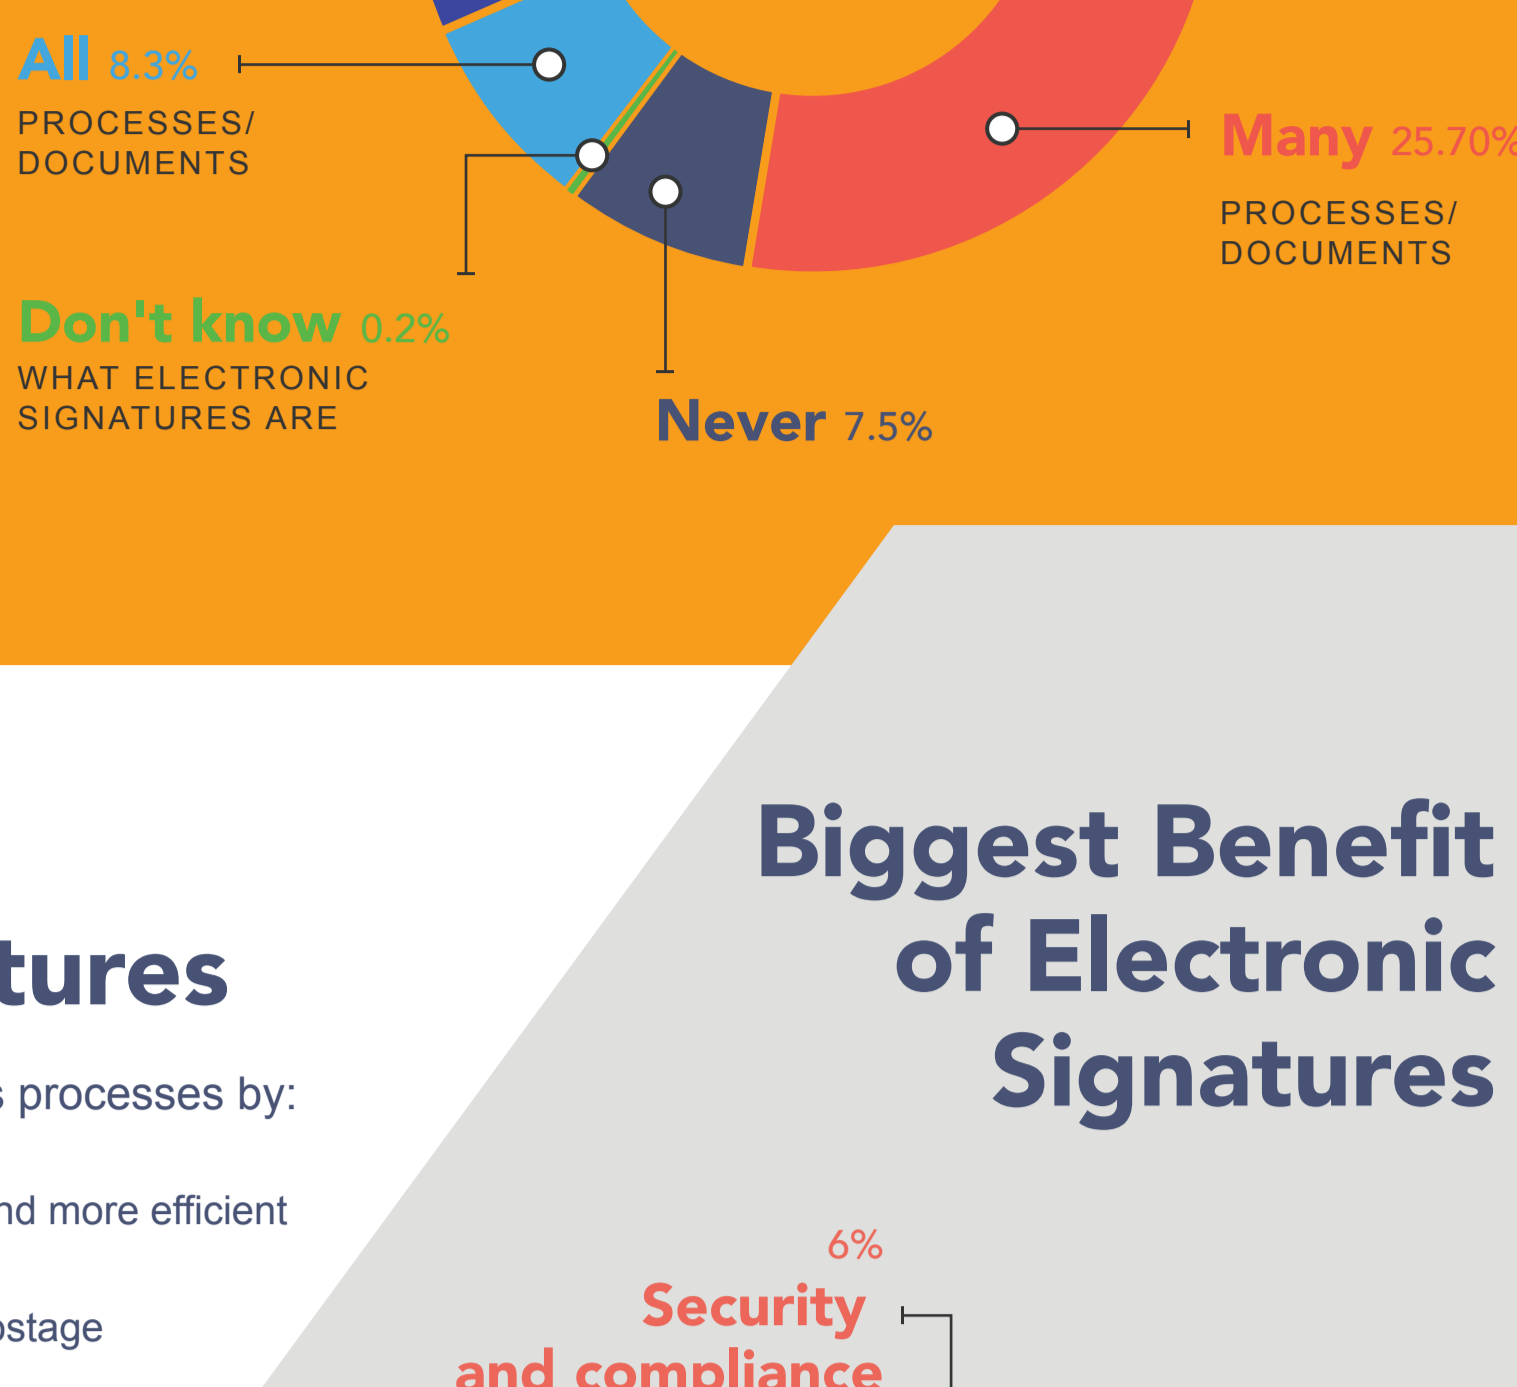 All 8.3%
PROCESSES/
DOCUMENTS
Many 25.70%
PROCESSES/
DOCUMENTS
Don't know 0.2%
WHAT ELECTRONIC
SIGNATURES ARE
Never 7.5%
Biggest Benefit
of Electronic
Signatures
tures
s processes by:
nd more efficient
ostage
6%
Security
and compliance